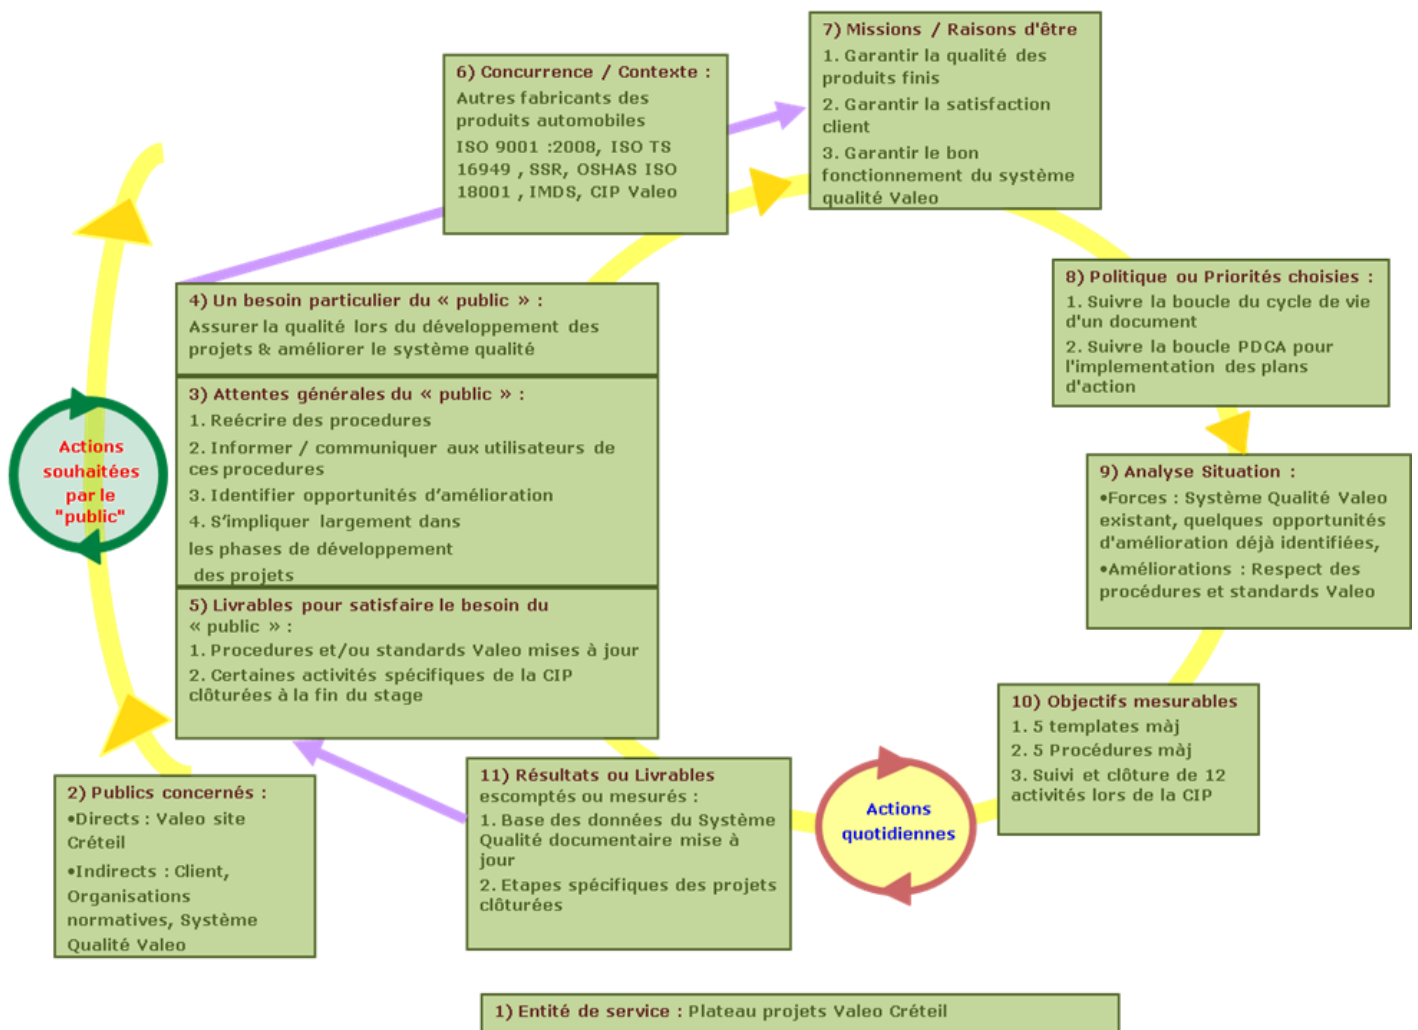 7) Missions / Raisons d'être
1. Garantir la qualité des
produits finis
2. Garantir la satisfaction
client
3. Garantir le bon
fonctionnement du système
qualité Valeo
6) Concurrence / Contexte :
Autres fabricants des
produits automobiles
ISO 9001 :2008, ISO TS
16949 , SSR, OSHAS ISO
18001 , IMDS, CIP Valeo
8) Politique ou Priorités choisies :
1. Suivre la boucle du cycle de vie
d'un document
2. Suivre la boucle PDCA pour
l'implementation des plans
d'action
4) Un besoin particulier du « public » :
Assurer la qualité lors du développement des
projets & améliorer le système qualité
3) Attentes générales du « public » :
1. Reécrire des procedures
2. Informer / communiquer aux utilisateurs de
ces procedures
3. Identifier opportunités d’amélioration
4. S’impliquer largement dans
les phases de développement
des projets
Actions
souhaitées
par le
"public"
9) Analyse Situation :
•Forces : Système Qualité Valeo
existant, quelques opportunités
d'amélioration déjà identifiées,
•Améliorations : Respect des
procédures et standards Valeo
5) Livrables pour satisfaire le besoin du
« public » :
1. Procedures et/ou standards Valeo mises à jour
2. Certaines activités spécifiques de la CIP
clôturées à la fin du stage
10) Objectifs mesurables
1. 5 templates màj
2. 5 Procédures màj
3. Suivi et clôture de 12
activités lors de la CIP
2) Publics concernés :
•Directs : Valeo site
Créteil
•Indirects : Client,
Organisations
normatives, Système
Qualité Valeo
11) Résultats ou Livrables
escomptés ou mesurés :
1. Base des données du Système
Qualité documentaire mise à
jour
2. Etapes spécifiques des projets
clôturées
Actions
quotidiennes
1) Entité de service : Plateau projets Valeo Créteil